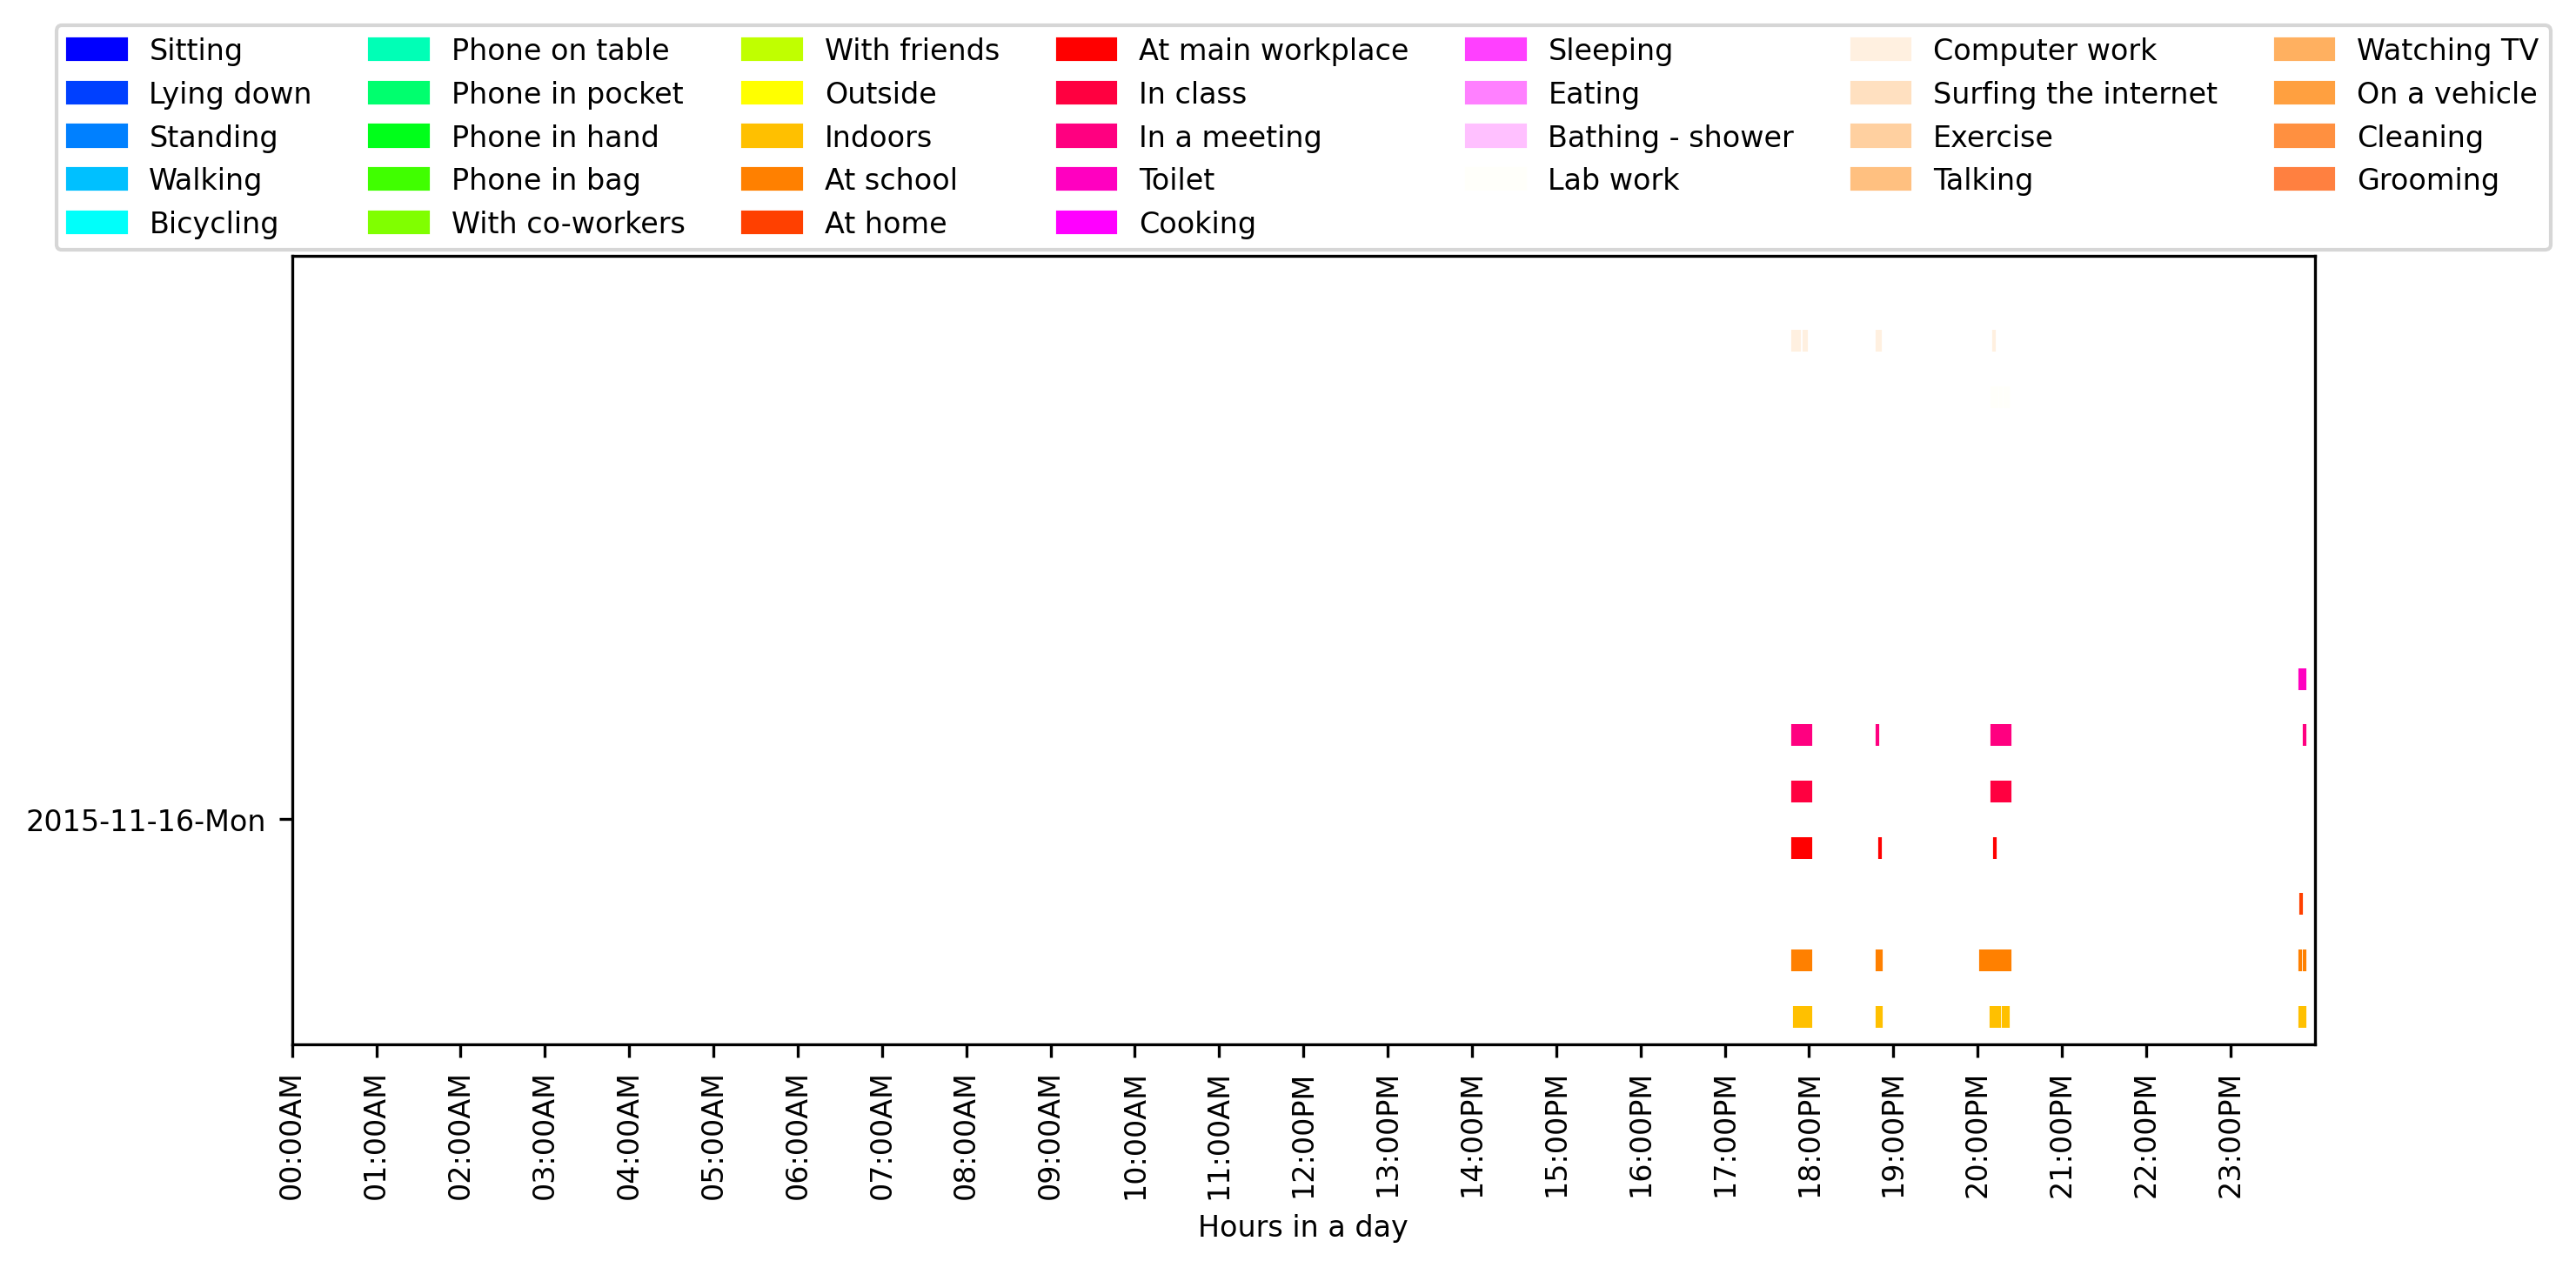 Sitting
Lying down
Standing
Walking
Bicycling
Phone on table
Phone in pocket
Phone in hand
Phone in bag
With co-workers
With friends
Outside
Indoors
At school
At home
At main workplace
In class
In a meeting
Toilet
Cooking
Sleeping
Eating
Bathing - shower
Lab work
Computer work
Surfing the internet
Exercise
Talking
Watching TV
On a vehicle
Cleaning
Grooming
2015-11-16-Mon
00:00AM
01:00AM
02:00AM
03:00AM
04:00AM
05:00AM
06:00AM
07:00AM
08:00AM
09:00AM
10:00AM
11:00AM
12:00PM
13:00PM
14:00PM
15:00PM
16:00PM
17:00PM
18:00PM
19:00PM
20:00PM
21:00PM
22:00PM
23:00PM
Hours in a day